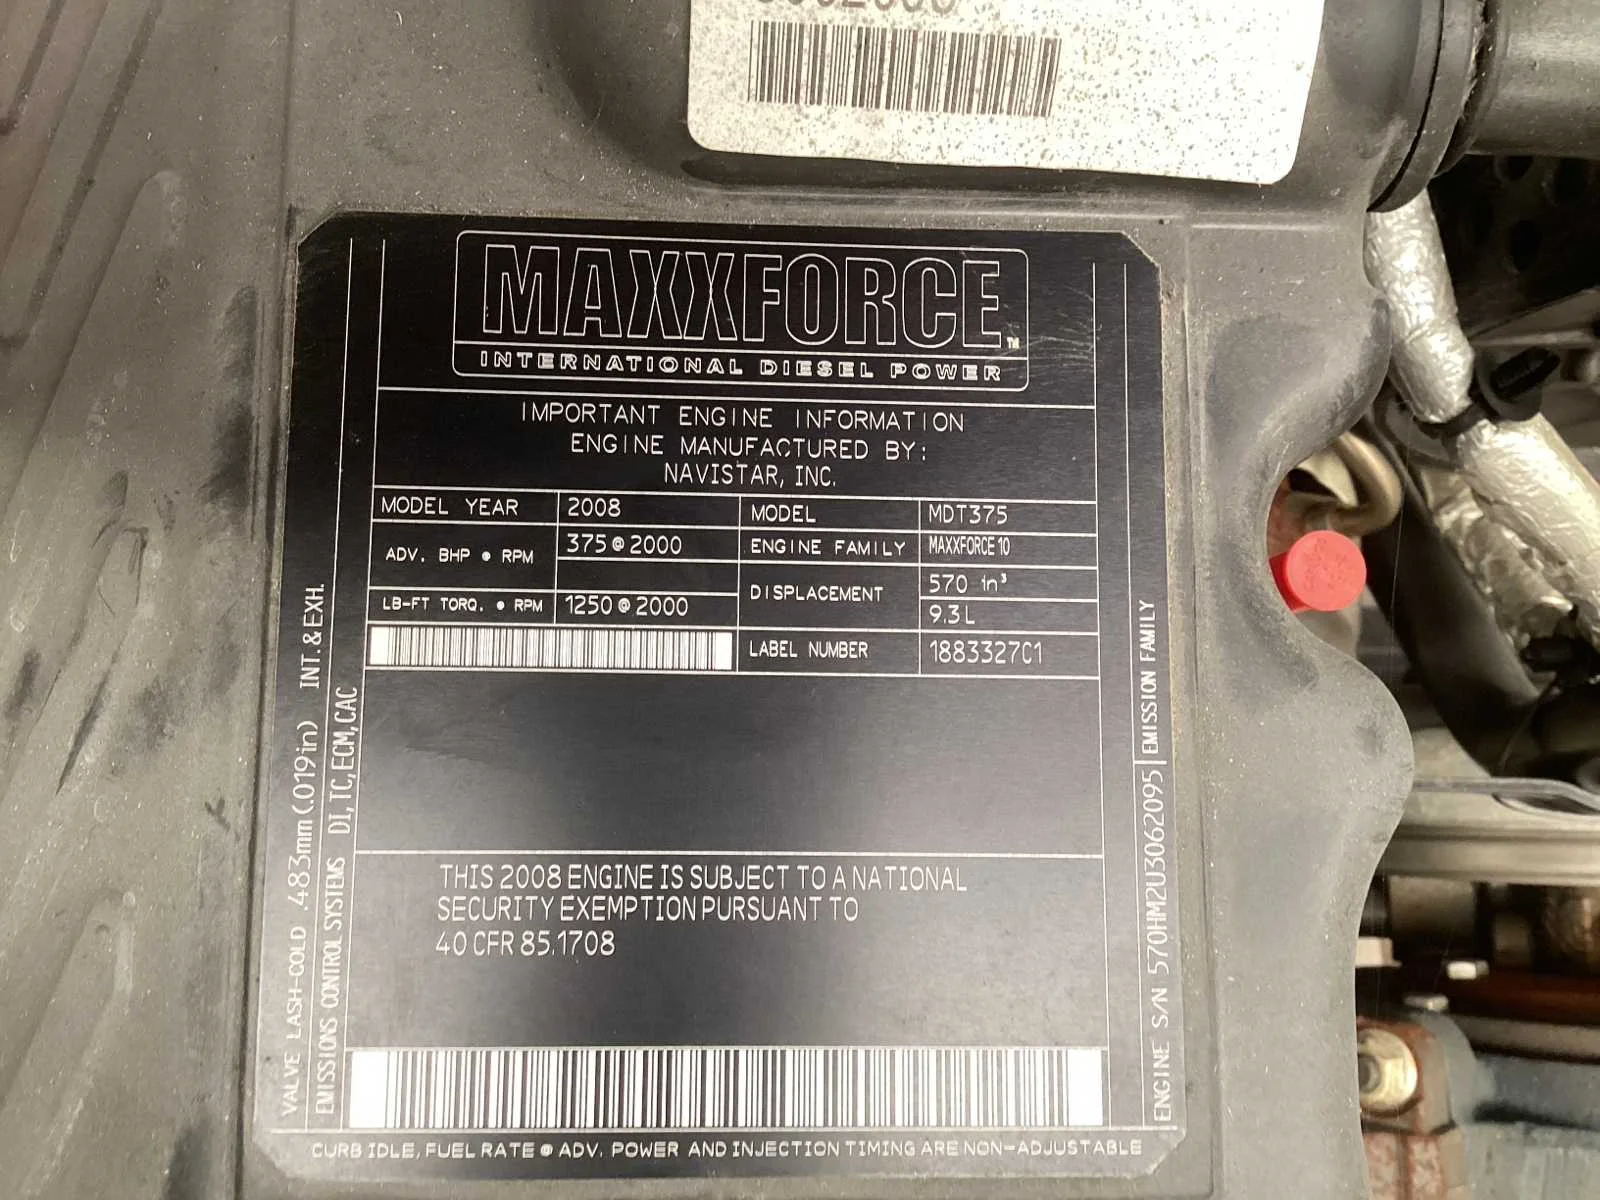 MAXXFORCE™
INTERNATIONAL DIESEL POWER
IMPORTANT ENGINE INFORMATION
ENGINE MANUFACTURED BY:
NAVISTAR, INC.
MODEL YEAR 2008 MODEL MDT375
ADV. BHP @ RPM 375@2000 ENGINE FAMILY MAXXFORCE 10
DISPLACEMENT 570 in³
9.3L
LB-FT TORQ. @ RPM 1250@2000
LABEL NUMBER 1883327C1
THIS 2008 ENGINE IS SUBJECT TO A NATIONAL
SECURITY EXEMPTION PURSUANT TO
40 CFR 85.1708
CURB IDLE, FUEL RATE @ ADV. POWER AND INJECTION TIMING ARE NON-ADJUSTABLE
VALVE LASH-COLD .483mm(.019in) INT.&EXH.
EMISSIONS CONTROL SYSTEMS DI,TC,ECM,CAC
ENGINE S/N 570HM2U3062095 EMISSION FAMILY